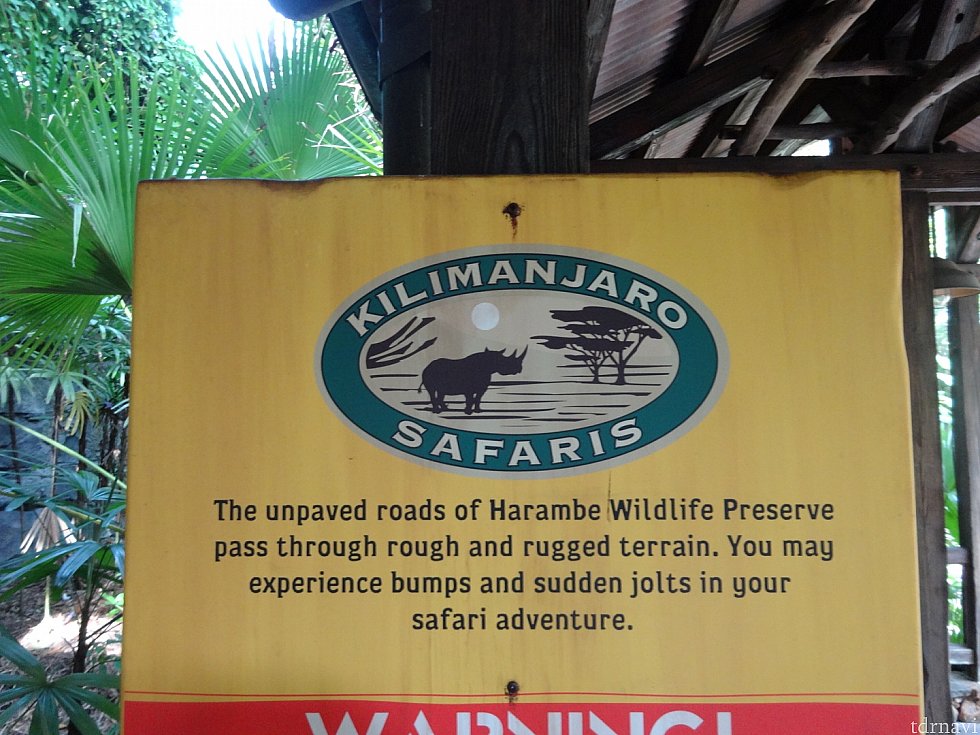 KILIMANJARO
SAFARIS
The unpaved roads of Harambe Wildlife Preserve
pass through rough and rugged terrain. You may
experience bumps and sudden jolts in your
safari adventure.
WARNING!
tdrnavi